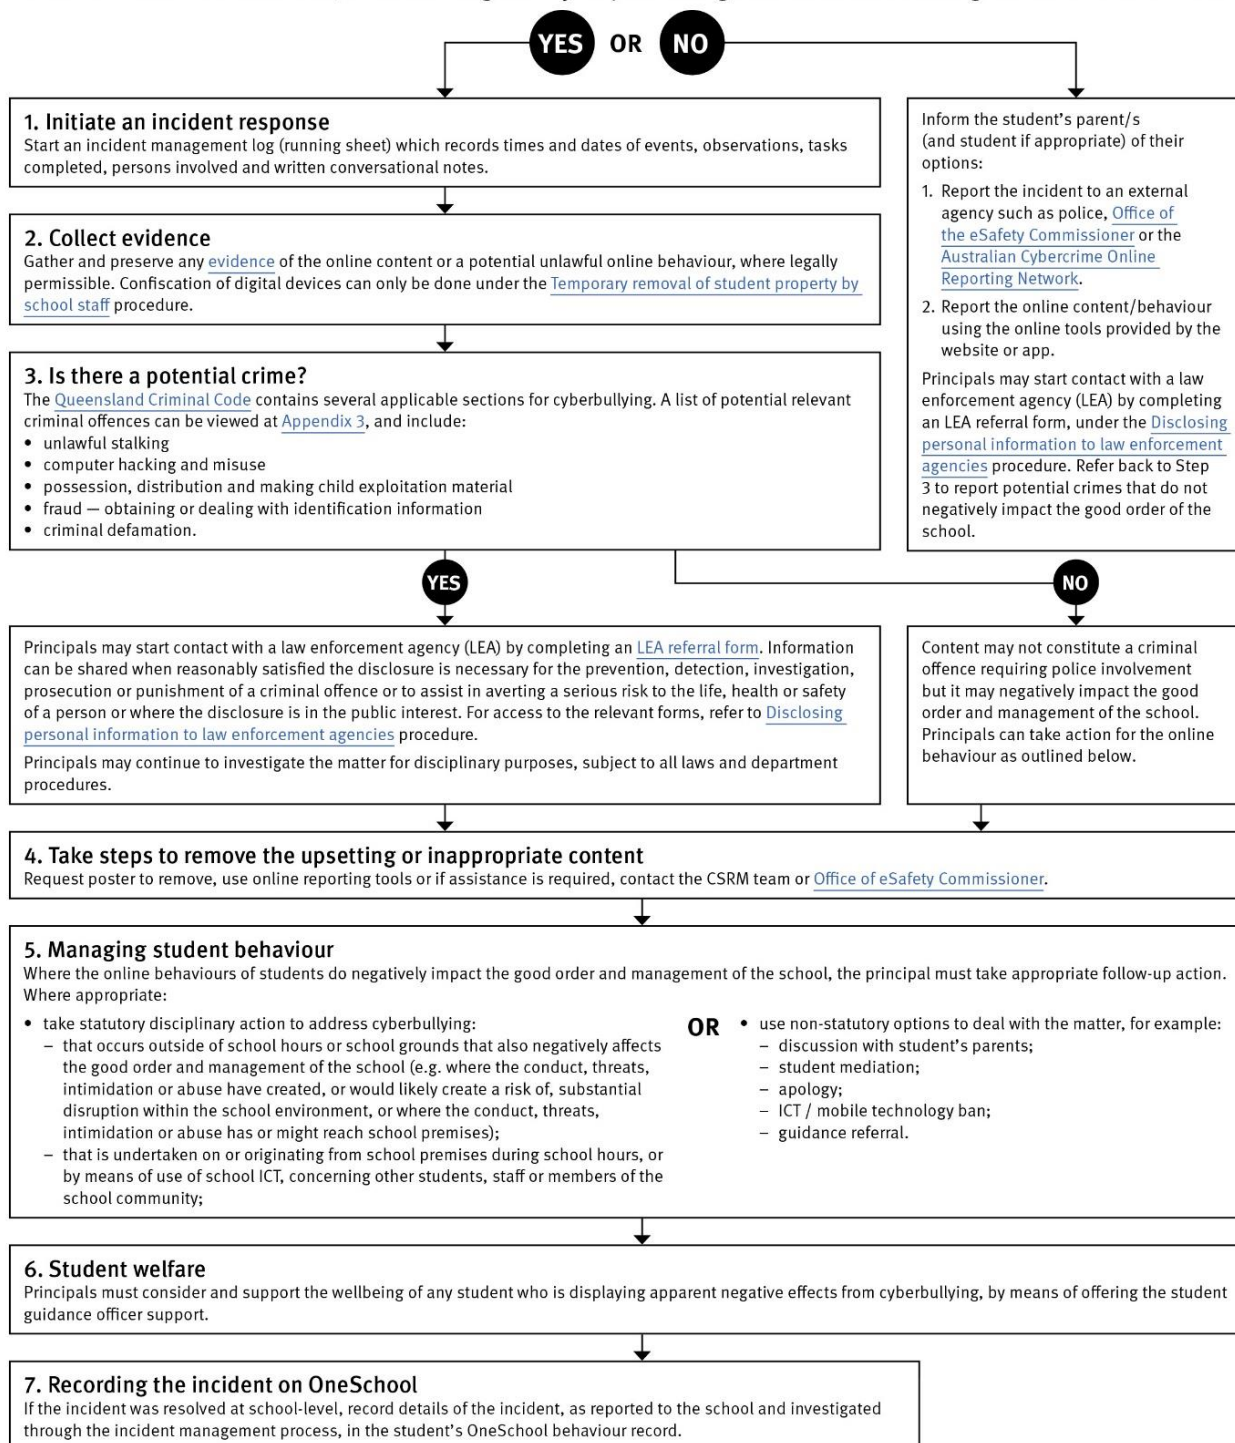 YES OR NO
1. Initiate an incident response
Start an incident management log (running sheet) which records times and dates of events, observations, tasks
completed, persons involved and written conversational notes.
2. Collect evidence
Gather and preserve any evidence of the online content or a potential unlawful online behaviour, where legally
permissible. Confiscation of digital devices can only be done under the Temporary removal of student property by
school staff procedure.
3. Is there a potential crime?
The Queensland Criminal Code contains several applicable sections for cyberbullying. A list of potential relevant
criminal offences can be viewed at Appendix 3, and include:
• unlawful stalking
• computer hacking and misuse
• possession, distribution and making child exploitation material
• fraud — obtaining or dealing with identification information
• criminal defamation.
Inform the student's parent/s
(and student if appropriate) of their
options:
1. Report the incident to an external
agency such as police, Office of
the eSafety Commissioner or the
Australian Cybercrime Online
Reporting Network.
2. Report the online content/behaviour
using the online tools provided by the
website or app.
Principals may start contact with a law
enforcement agency (LEA) by completing
an LEA referral form, under the Disclosing
personal information to law enforcement
agencies procedure. Refer back to Step
3 to report potential crimes that do not
negatively impact the good order of the
school.
YES
NO
Principals may start contact with a law enforcement agency (LEA) by completing an LEA referral form. Information
can be shared when reasonably satisfied the disclosure is necessary for the prevention, detection, investigation,
prosecution or punishment of a criminal offence or to assist in averting a serious risk to the life, health or safety
of a person or where the disclosure is in the public interest. For access to the relevant forms, refer to Disclosing
personal information to law enforcement agencies procedure.
Principals may continue to investigate the matter for disciplinary purposes, subject to all laws and department
procedures.
Content may not constitute a criminal
offence requiring police involvement
but it may negatively impact the good
order and management of the school.
Principals can take action for the online
behaviour as outlined below.
4. Take steps to remove the upsetting or inappropriate content
Request poster to remove, use online reporting tools or if assistance is required, contact the CSRM team or Office of eSafety Commissioner.
5. Managing student behaviour
Where the online behaviours of students do negatively impact the good order and management of the school, the principal must take appropriate follow-up action.
Where appropriate:
• take statutory disciplinary action to address cyberbullying:
– that occurs outside of school hours or school grounds that also negatively affects
the good order and management of the school (e.g. where the conduct, threats,
intimidation or abuse have created, or would likely create a risk of, substantial
disruption within the school environment, or where the conduct, threats,
intimidation or abuse has or might reach school premises);
– that is undertaken on or originating from school premises during school hours, or
by means of use of school ICT, concerning other students, staff or members of the
school community;
OR
• use non-statutory options to deal with the matter, for example:
– discussion with student's parents;
– student mediation;
– apology;
– ICT / mobile technology ban;
– guidance referral.
6. Student welfare
Principals must consider and support the wellbeing of any student who is displaying apparent negative effects from cyberbullying, by means of offering the student
guidance officer support.
7. Recording the incident on OneSchool
If the incident was resolved at school-level, record details of the incident, as reported to the school and investigated
through the incident management process, in the student's OneSchool behaviour record.